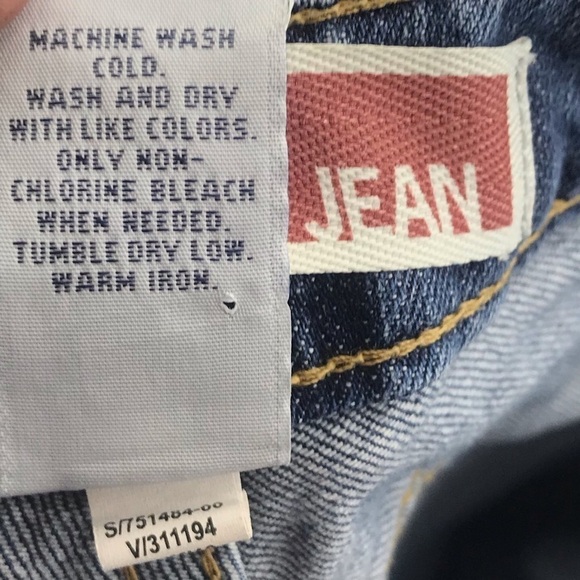 MACHINE WASH
COLD.
WASH AND DRY
WITH LIKE COLORS.
ONLY NON-
CHLORINE BLEACH
WHEN NEEDED.
TUMBLE DRY LOW.
WARM IRON.
JEAN
V/311194